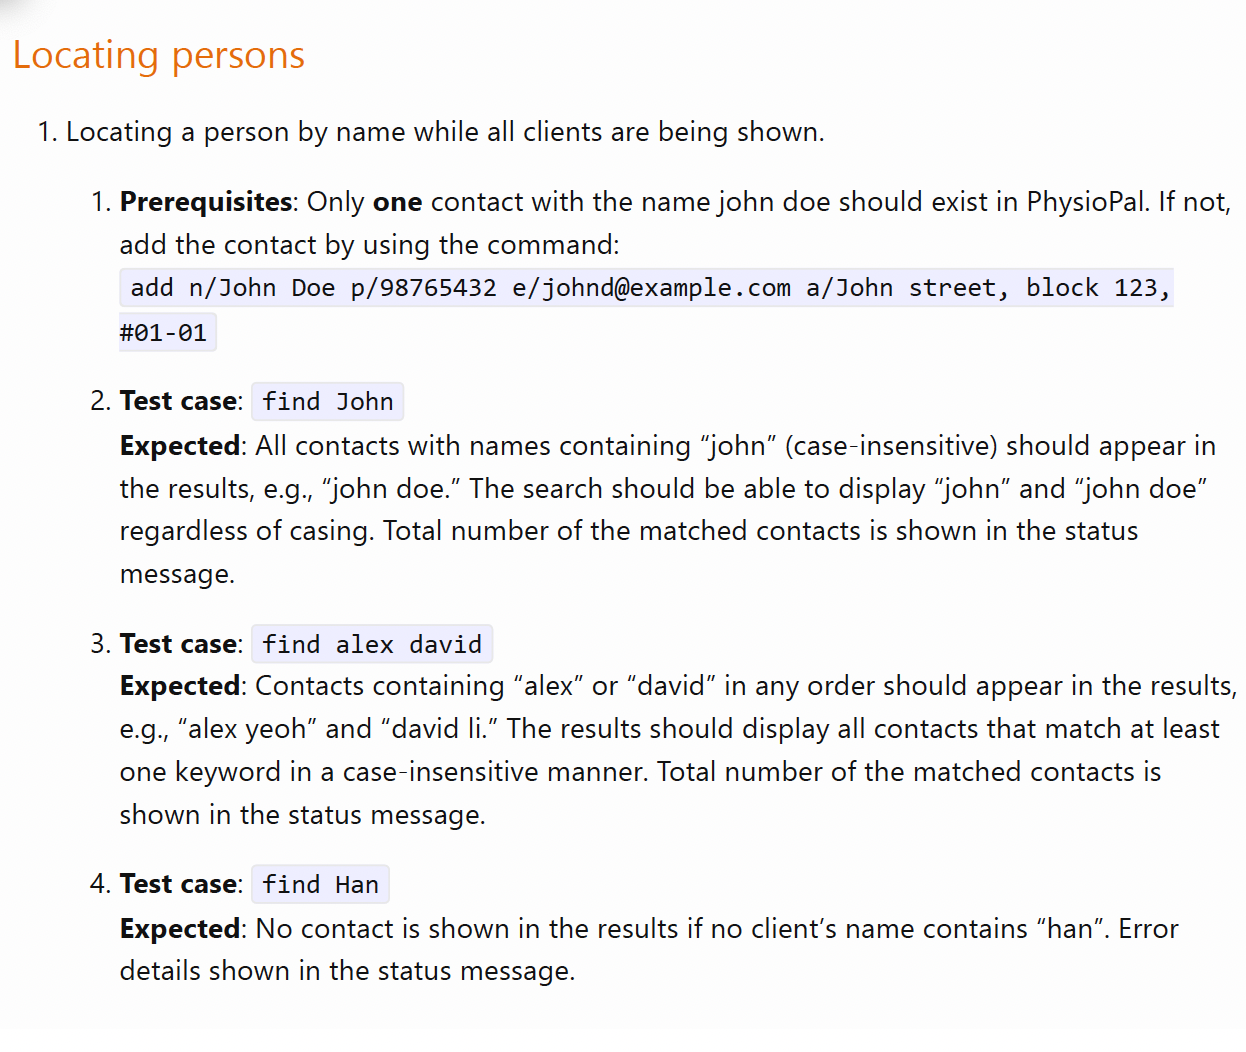 Locating persons
1. Locating a person by name while all clients are being shown.
1. Prerequisites: Only one contact with the name john doe should exist in PhysioPal. If not,
add the contact by using the command:
add n/John Doe p/98765432 e/johnd@example.com a/John street, block 123,
#01-01
2. Test case: find John
Expected: All contacts with names containing “john” (case-insensitive) should appear in
the results, e.g., “john doe.” The search should be able to display “john” and “john doe”
regardless of casing. Total number of the matched contacts is shown in the status
message.
3. Test case: find alex david
Expected: Contacts containing “alex” or “david” in any order should appear in the results,
e.g., “alex yeoh” and “david li.” The results should display all contacts that match at least
one keyword in a case-insensitive manner. Total number of the matched contacts is
shown in the status message.
4. Test case: find Han
Expected: No contact is shown in the results if no client’s name contains “han”. Error
details shown in the status message.